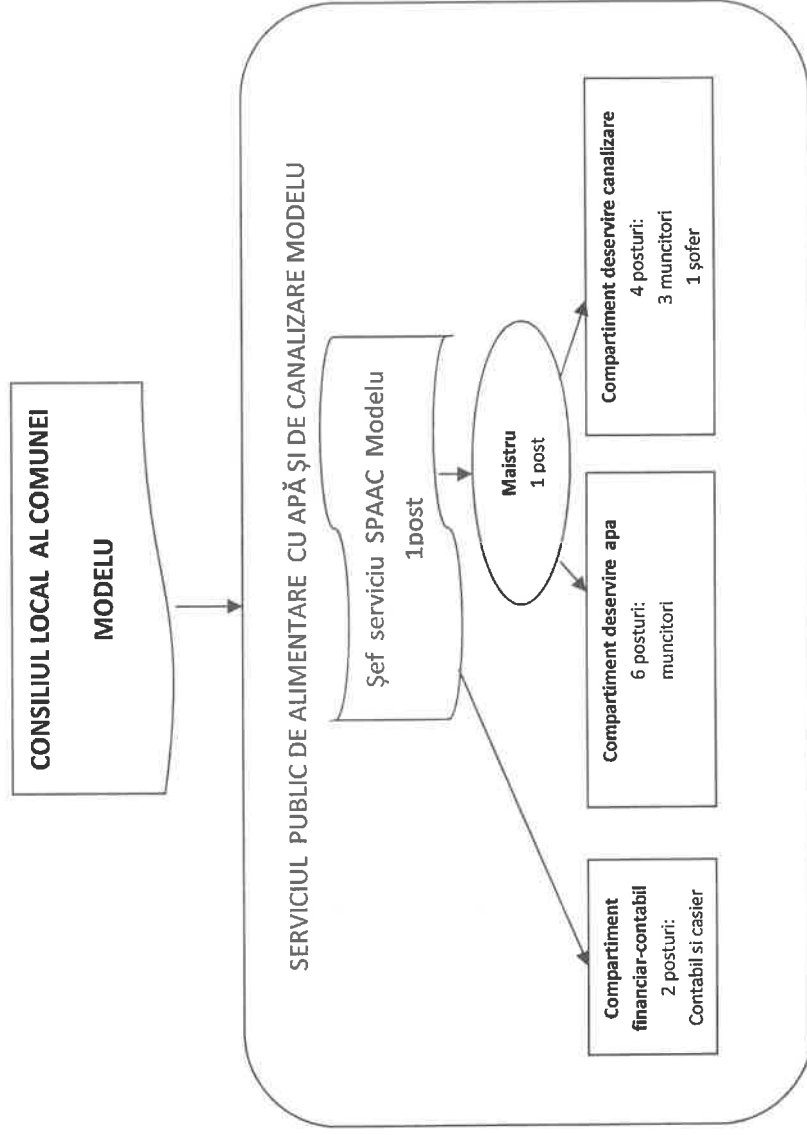 CONSILIUL LOCAL AL COMUNEI
MODELU
SERVICIUL PUBLIC DE ALIMENTARE CU APĂ ȘI DE CANALIZARE MODELU
Șef serviciu SPAAC Modelu
1post
Maistru
1 post
Compartiment
financiar-contabil
2 posturi:
Contabil si casier
Compartiment deservire apa
6 posturi:
muncitori
Compartiment deservire canalizare
4 posturi:
3 muncitori
1 șofer